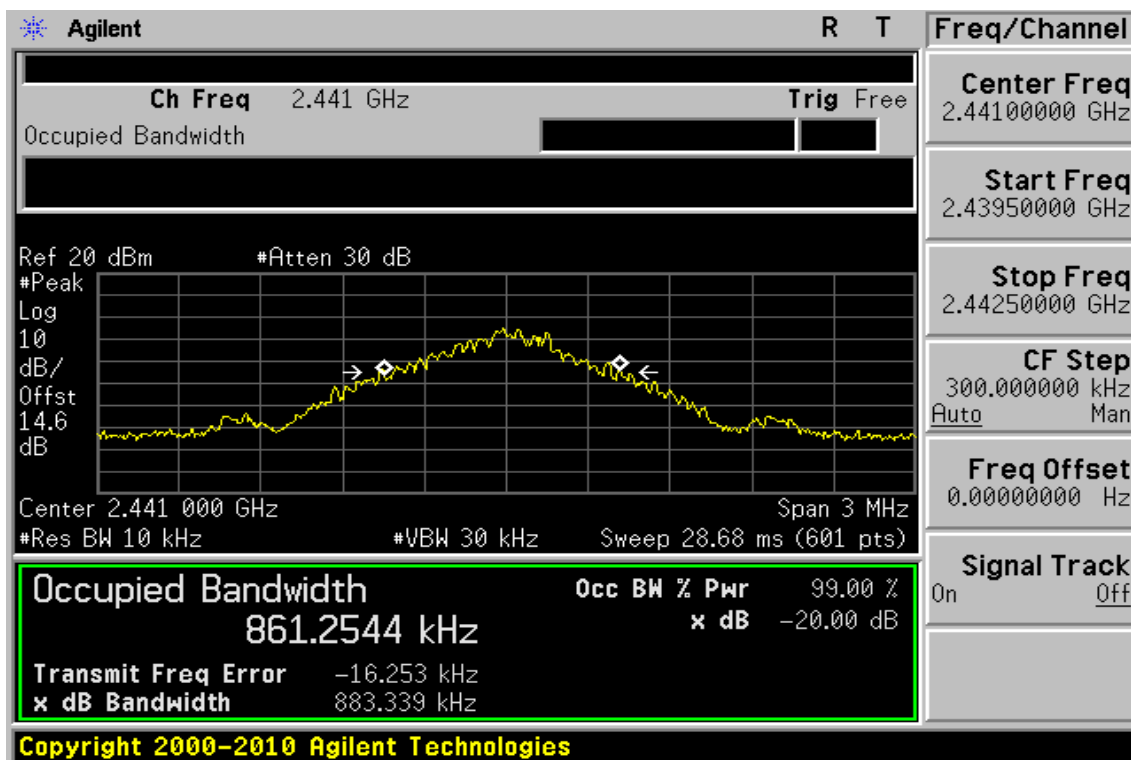 Agilent R T
Ch Freq 2.441 GHz Trig Free
Occupied Bandwidth
Ref 20 dBm #Atten 30 dB
#Peak
Log
10
dB/
Offst
14.6
dB
Center 2.441 000 GHz Span 3 MHz
#Res BW 10 kHz #VBW 30 kHz Sweep 28.68 ms (601 pts)
Occupied Bandwidth Occ BW % Pwr 99.00 %
861.2544 kHz x dB -20.00 dB
Transmit Freq Error -16.253 kHz
x dB Bandwidth 883.339 kHz
Copyright 2000-2010 Agilent Technologies
Freq/Channel
Center Freq
2.44100000 GHz
Start Freq
2.43950000 GHz
Stop Freq
2.44250000 GHz
CF Step
300.000000 kHz
Auto Man
Freq Offset
0.00000000 Hz
Signal Track
On Off